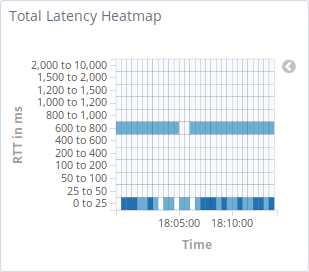 Total Latency Heatmap
RTT in ms
2,000 to 10,000
1,500 to 2,000
1,200 to 1,500
1,000 to 1,200
800 to 1,000
600 to 800
400 to 600
200 to 400
100 to 200
50 to 100
25 to 50
0 to 25
18:05:00 18:10:00
Time